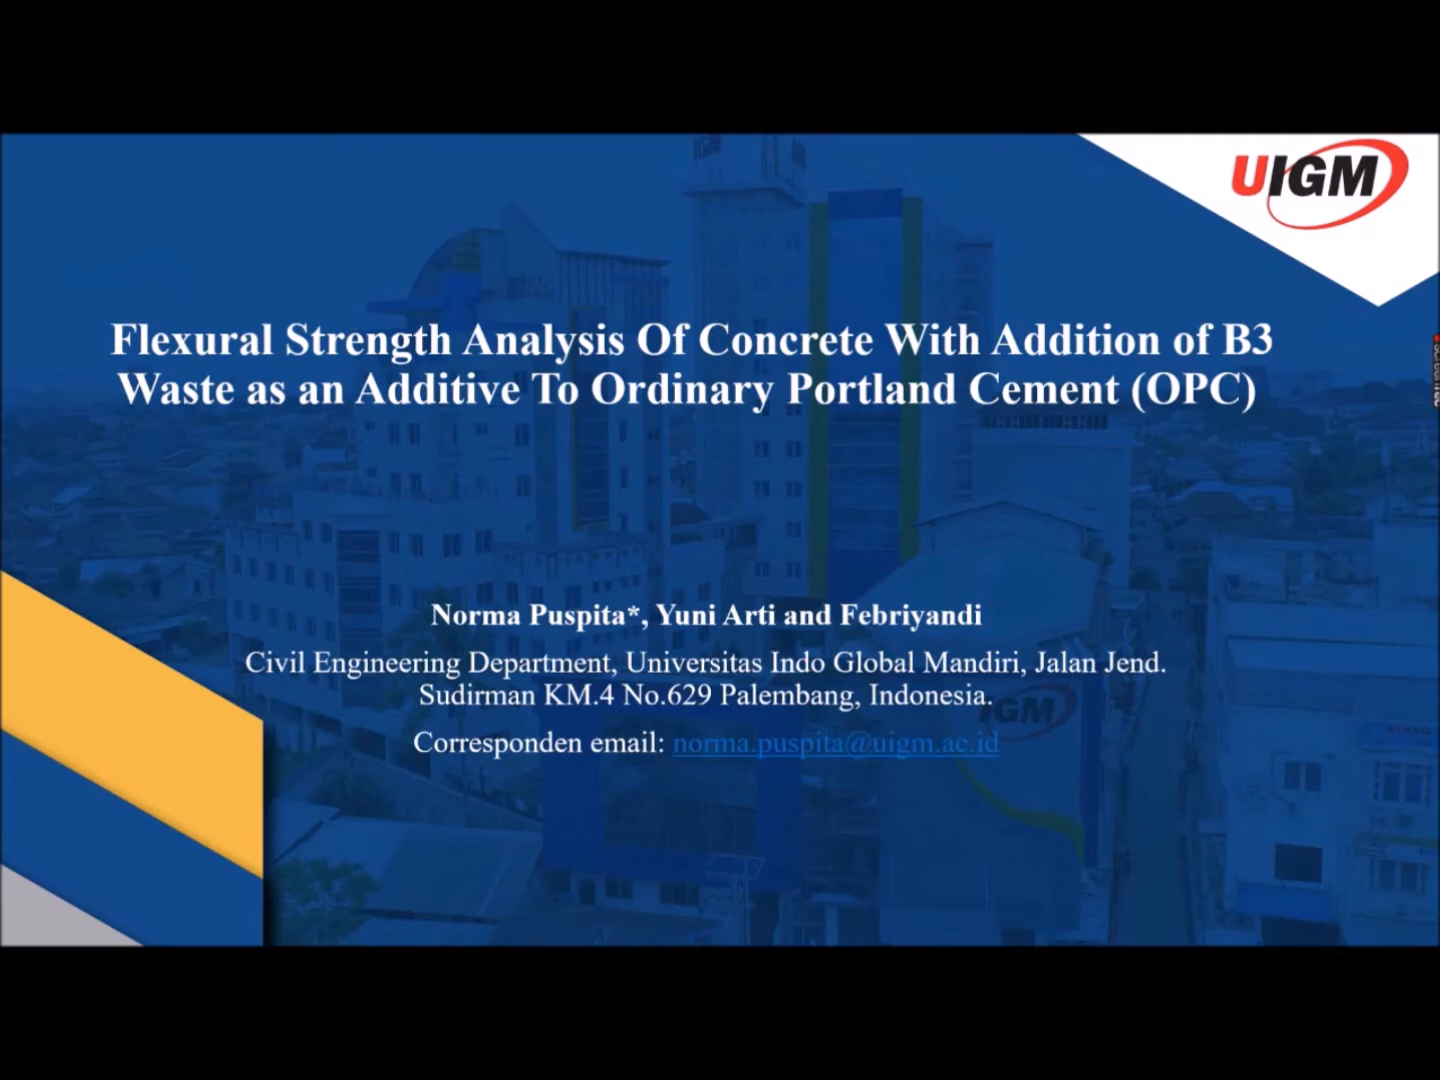 UIGM
Flexural Strength Analysis Of Concrete With Addition of B3
Waste as an Additive To Ordinary Portland Cement (OPC)
Norma Puspita*, Yuni Arti and Febriyandi
Civil Engineering Department, Universitas Indo Global Mandiri, Jalan Jend.
Sudirman KM.4 No.629 Palembang, Indonesia.
IGM
Corresponden email: norma.puspita@uigm.ac.id